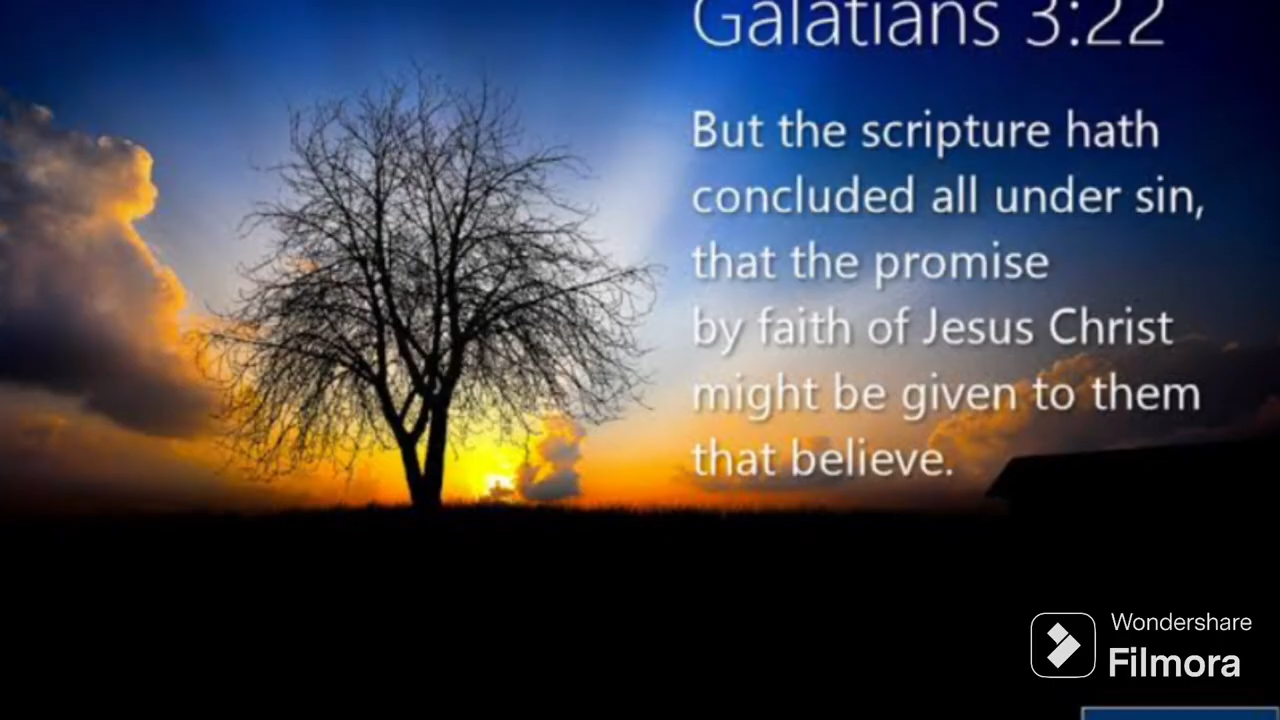 Galatians 3:22
But the scripture hath
concluded all under sin,
that the promise
by faith of Jesus Christ
might be given to them
that believe.
Wondershare
Filmora